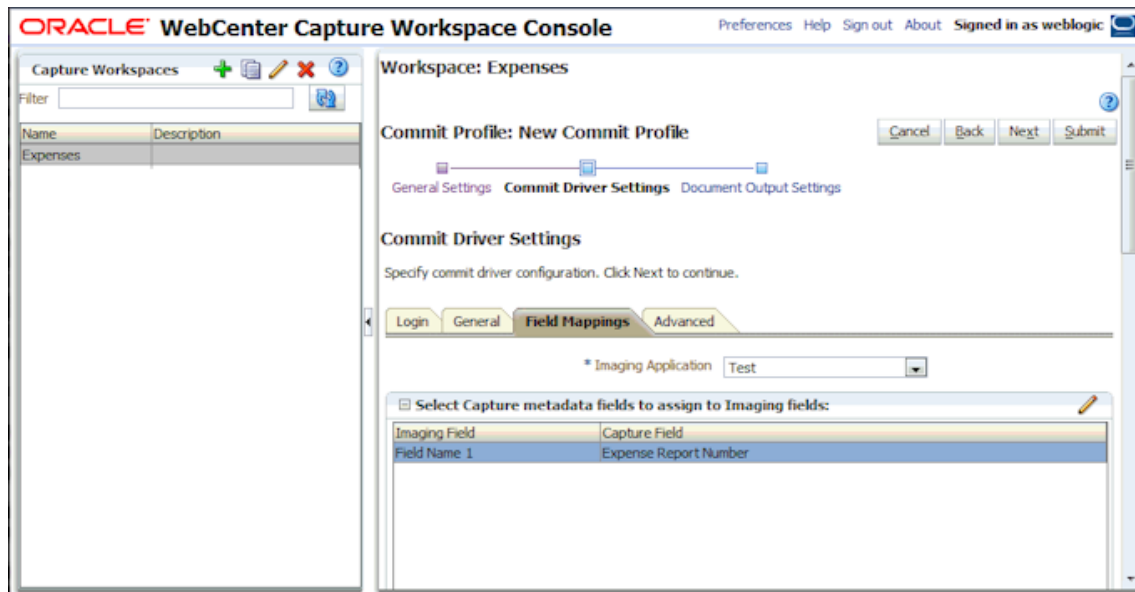 ORACLE WebCenter Capture Workspace Console
Preferences Help Sign out About Signed in as weblogic
Capture Workspaces
Filter
Name Description
Expenses
Workspace: Expenses
Commit Profile: New Commit Profile
Cancel Back Next Submit
General Settings Commit Driver Settings Document Output Settings
Commit Driver Settings
Specify commit driver configuration. Click Next to continue.
Login General Field Mappings Advanced
* Imaging Application Test
Select Capture metadata fields to assign to Imaging fields:
Imaging Field Capture Field
Field Name 1 Expense Report Number